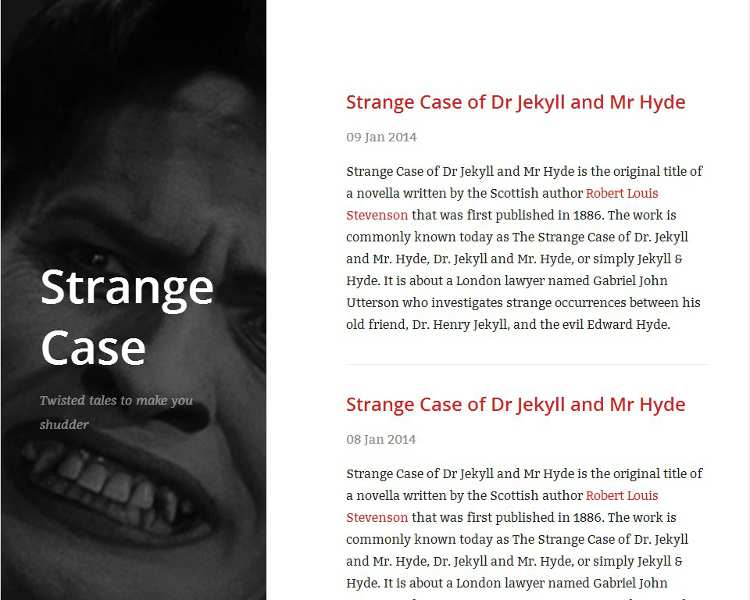 Strange
Case
Twisted tales to make you
shudder
Strange Case of Dr Jekyll and Mr Hyde
09 Jan 2014
Strange Case of Dr Jekyll and Mr Hyde is the original title of
a novella written by the Scottish author Robert Louis
Stevenson that was first published in 1886. The work is
commonly known today as The Strange Case of Dr. Jekyll
and Mr. Hyde, Dr. Jekyll and Mr. Hyde, or simply Jekyll &
Hyde. It is about a London lawyer named Gabriel John
Utterson who investigates strange occurrences between his
old friend, Dr. Henry Jekyll, and the evil Edward Hyde.
Strange Case of Dr Jekyll and Mr Hyde
08 Jan 2014
Strange Case of Dr Jekyll and Mr Hyde is the original title of
a novella written by the Scottish author Robert Louis
Stevenson that was first published in 1886. The work is
commonly known today as The Strange Case of Dr. Jekyll
and Mr. Hyde, Dr. Jekyll and Mr. Hyde, or simply Jekyll &
Hyde. It is about a London lawyer named Gabriel John